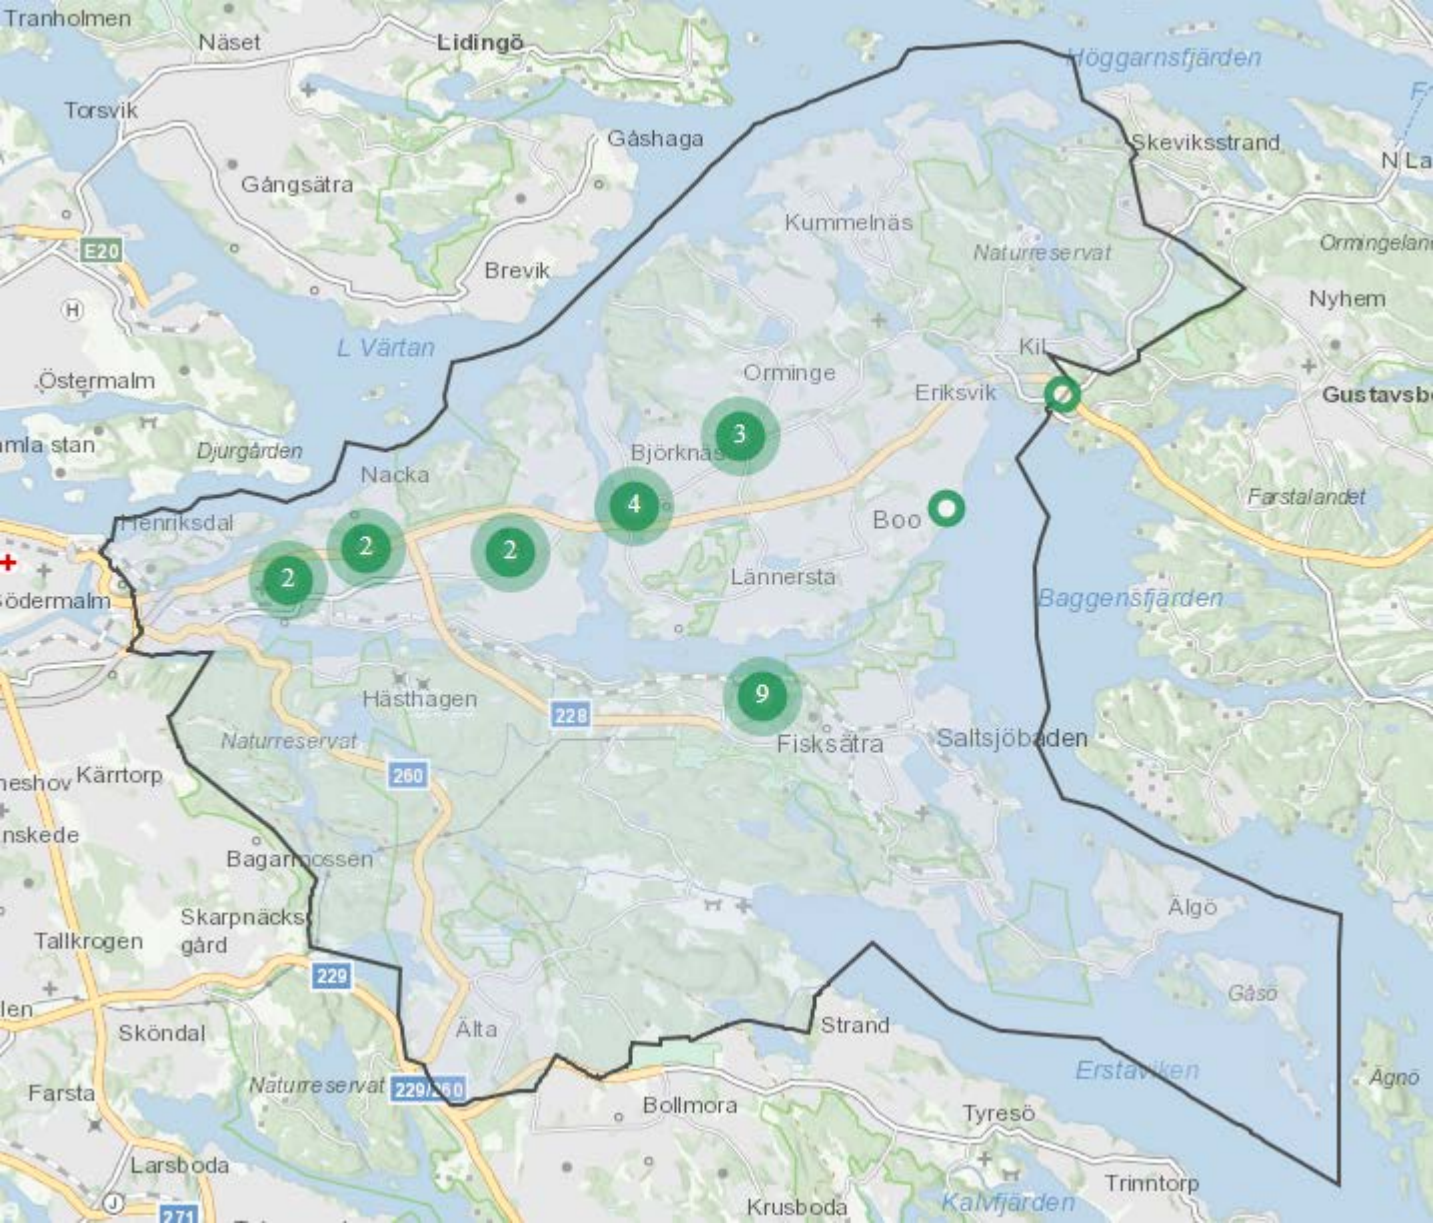 Tranholmen
Näset
Lidingö
Höggarnsfjärden
Torsvik
Gåshaga
Skeviksstrand
N La
Gångsätra
Kummelnäs
E20
Brevik
Naturreservat
Ormingelan
Nyhem
H
L Värtan
Kil
Östermalm
Orminge
Eriksvik
Gustavsb
amla stan
Djurgården
Björknäs
3
Nacka
Farstalandet
4
Henriksdal
Boo
2
2
2
Lännersta
Södermalm
Baggensfjärden
Hästhagen
9
228
Fisksätra
Saltsjöbaden
Naturreservat
260
neshov
Kärrtorp
nskede
Bagarmossen
Skarpnäcks
gård
Älgö
Tallkrogen
229
Gåsö
len
Sköndal
Älta
Strand
Naturreservat
229/260
Erstaviken
Ägnö
Farsta
Bollmora
Tyresö
Larsboda
Trinntorp
J
Krusboda
Kalvfjärden
271